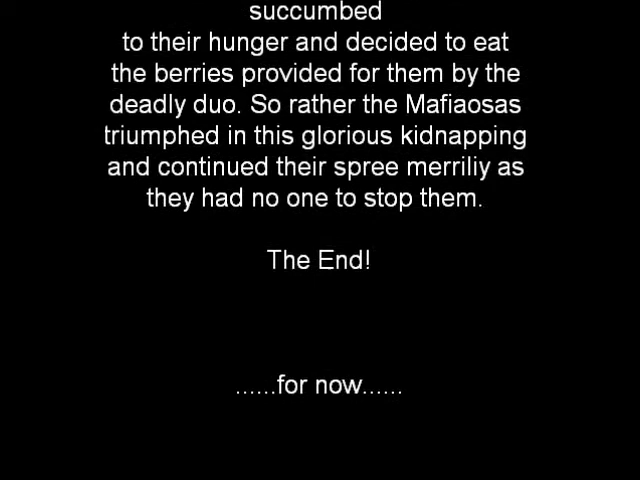 succumbed
to their hunger and decided to eat
the berries provided for them by the
deadly duo. So rather the Mafiaosas
triumphed in this glorious kidnapping
and continued their spree merriliy as
they had no one to stop them.
The End!
......for now......